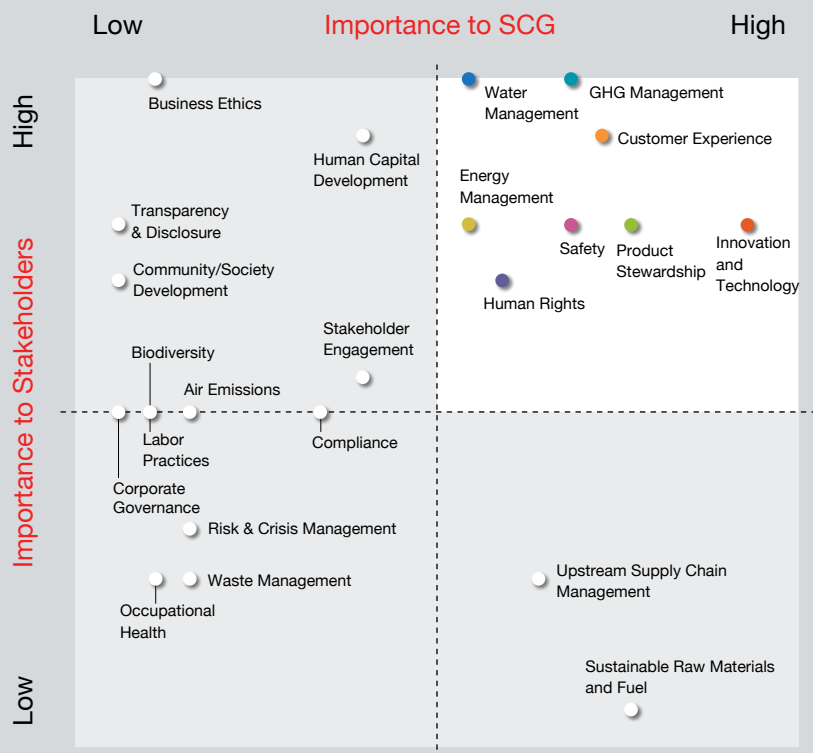 Low
Importance to SCG
High
High
Importance to Stakeholders
Low
Business Ethics
Water
Management
GHG Management
Customer Experience
Human Capital
Development
Energy
Management
Transparency
& Disclosure
Safety
Product
Stewardship
Innovation
and
Technology
Community/Society
Development
Human Rights
Stakeholder
Engagement
Biodiversity
Air Emissions
Labor
Practices
Compliance
Corporate
Governance
Risk & Crisis Management
Waste Management
Occupational
Health
Upstream Supply Chain
Management
Sustainable Raw Materials
and Fuel